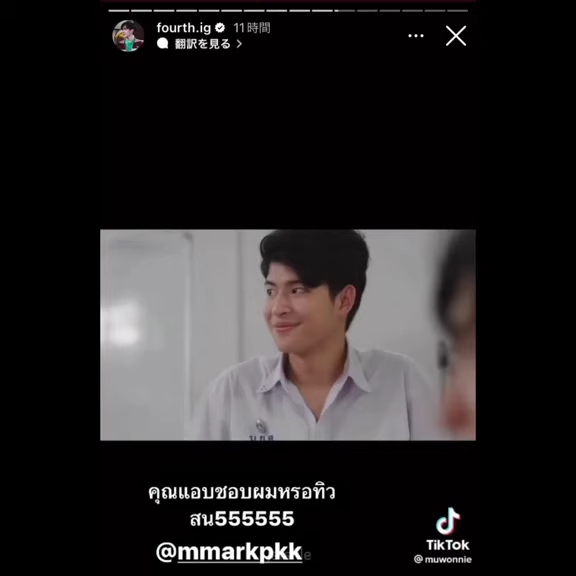 fourth.ig 11時間
翻訳を見る
คุณแอบชอบผมหรอทิว
สน555555
@mmarkpkk
TikTok
@muwonnie